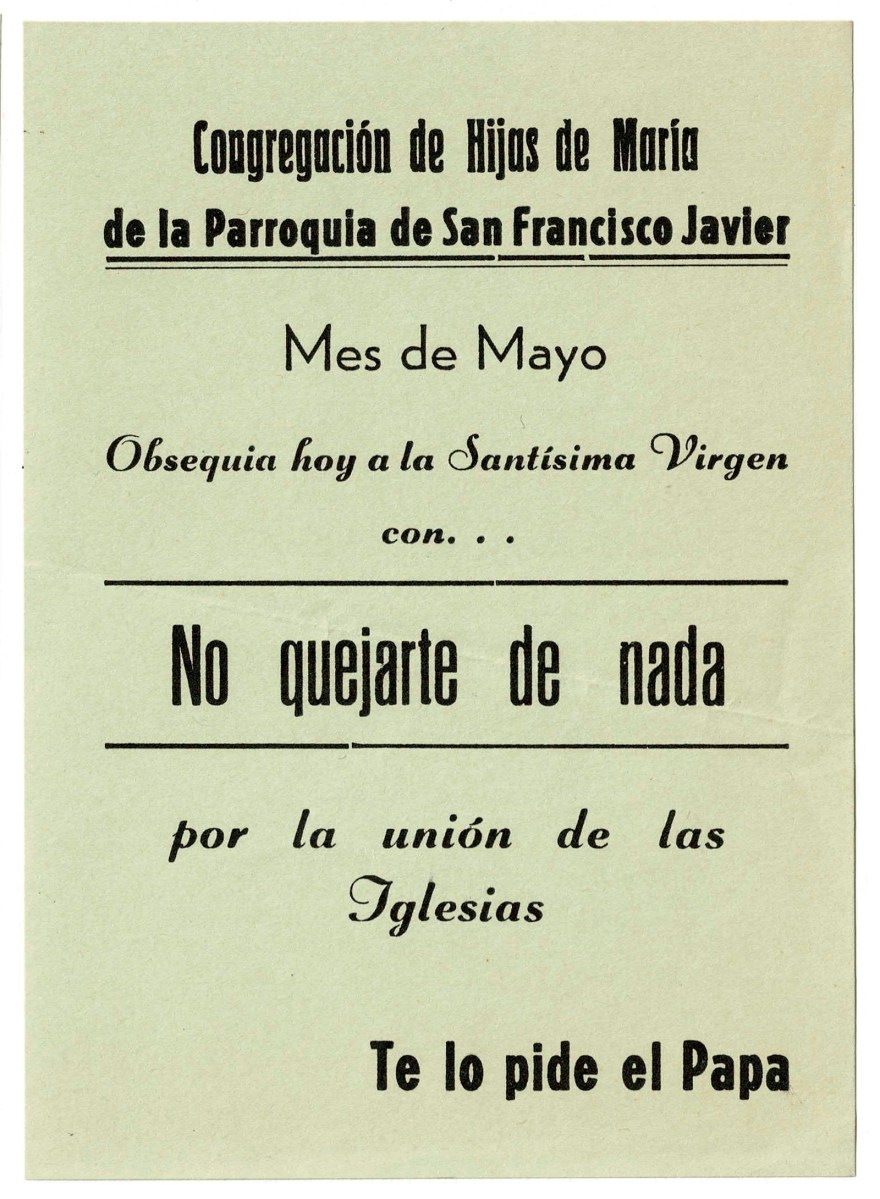 Congregación de Hijas de María
de la Parroquia de San Francisco Javier
Mes de Mayo
Obsequia hoy a la Santísima Virgen
con. . .
No quejarte de nada
por la unión de las
Iglesias
Te lo pide el Papa